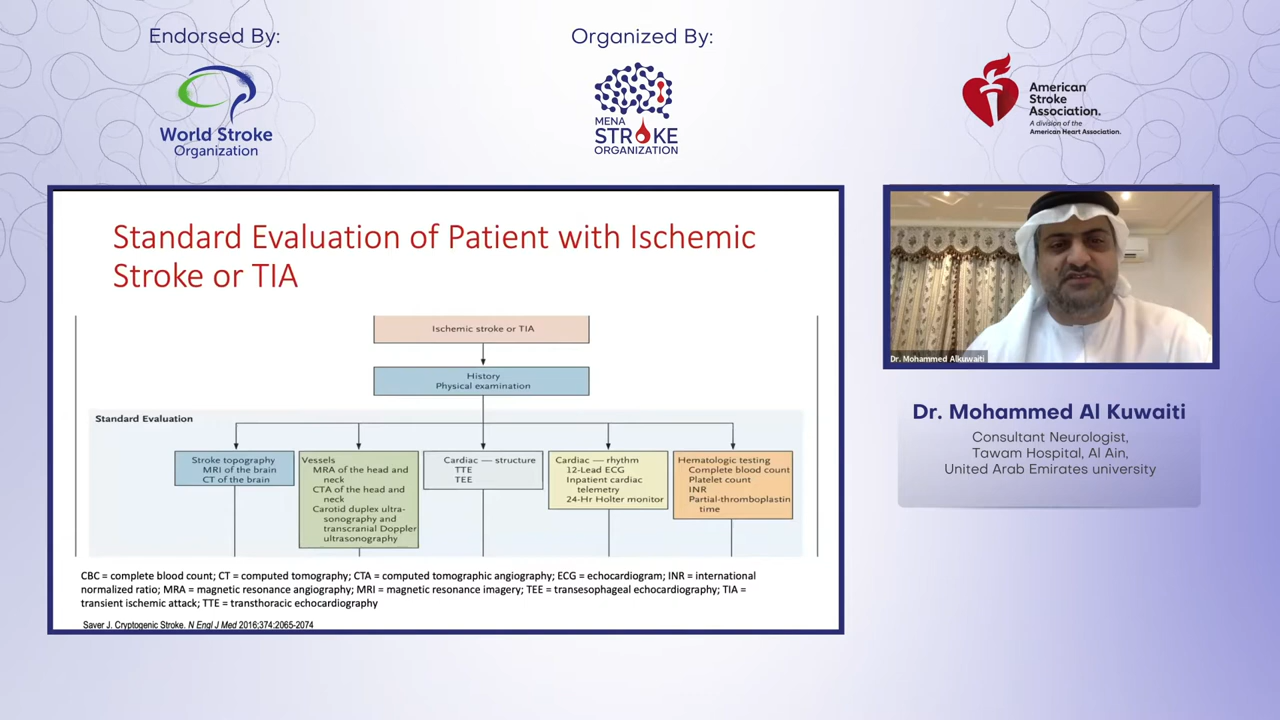 Endorsed By:
World Stroke
Organization
Organized By:
MENA
STROKE
ORGANIZATION
American
Stroke
Association.
A division of the
American Heart Association.
Standard Evaluation of Patient with Ischemic
Stroke or TIA
Ischemic stroke or TIA
History
Physical examination
Standard Evaluation
Stroke topography
MRI of the brain
CT of the brain
Vessels
MRA of the head and
neck
CTA of the head and
neck
Carotid duplex ultra-
sonography and
transcranial Doppler
ultrasonography
Cardiac — structure
TTE
TEE
Cardiac — rhythm
12-Lead ECG
Inpatient cardiac
telemetry
24-Hr Holter monitor
Hematologic testing
Complete blood count
Platelet count
INR
Partial-thromboplastin
time
CBC = complete blood count; CT = computed tomography; CTA = computed tomographic angiography; ECG = echocardiogram; INR = international
normalized ratio; MRA = magnetic resonance angiography; MRI = magnetic resonance imagery; TEE = transesophageal echocardiography; TIA =
transient ischemic attack; TTE = transthoracic echocardiography
Saver J. Cryptogenic Stroke. N Engl J Med 2016;374:2065-2074
Dr. Mohammed Alkuwaiti
Dr. Mohammed Al Kuwaiti
Consultant Neurologist,
Tawam Hospital, Al Ain,
United Arab Emirates university